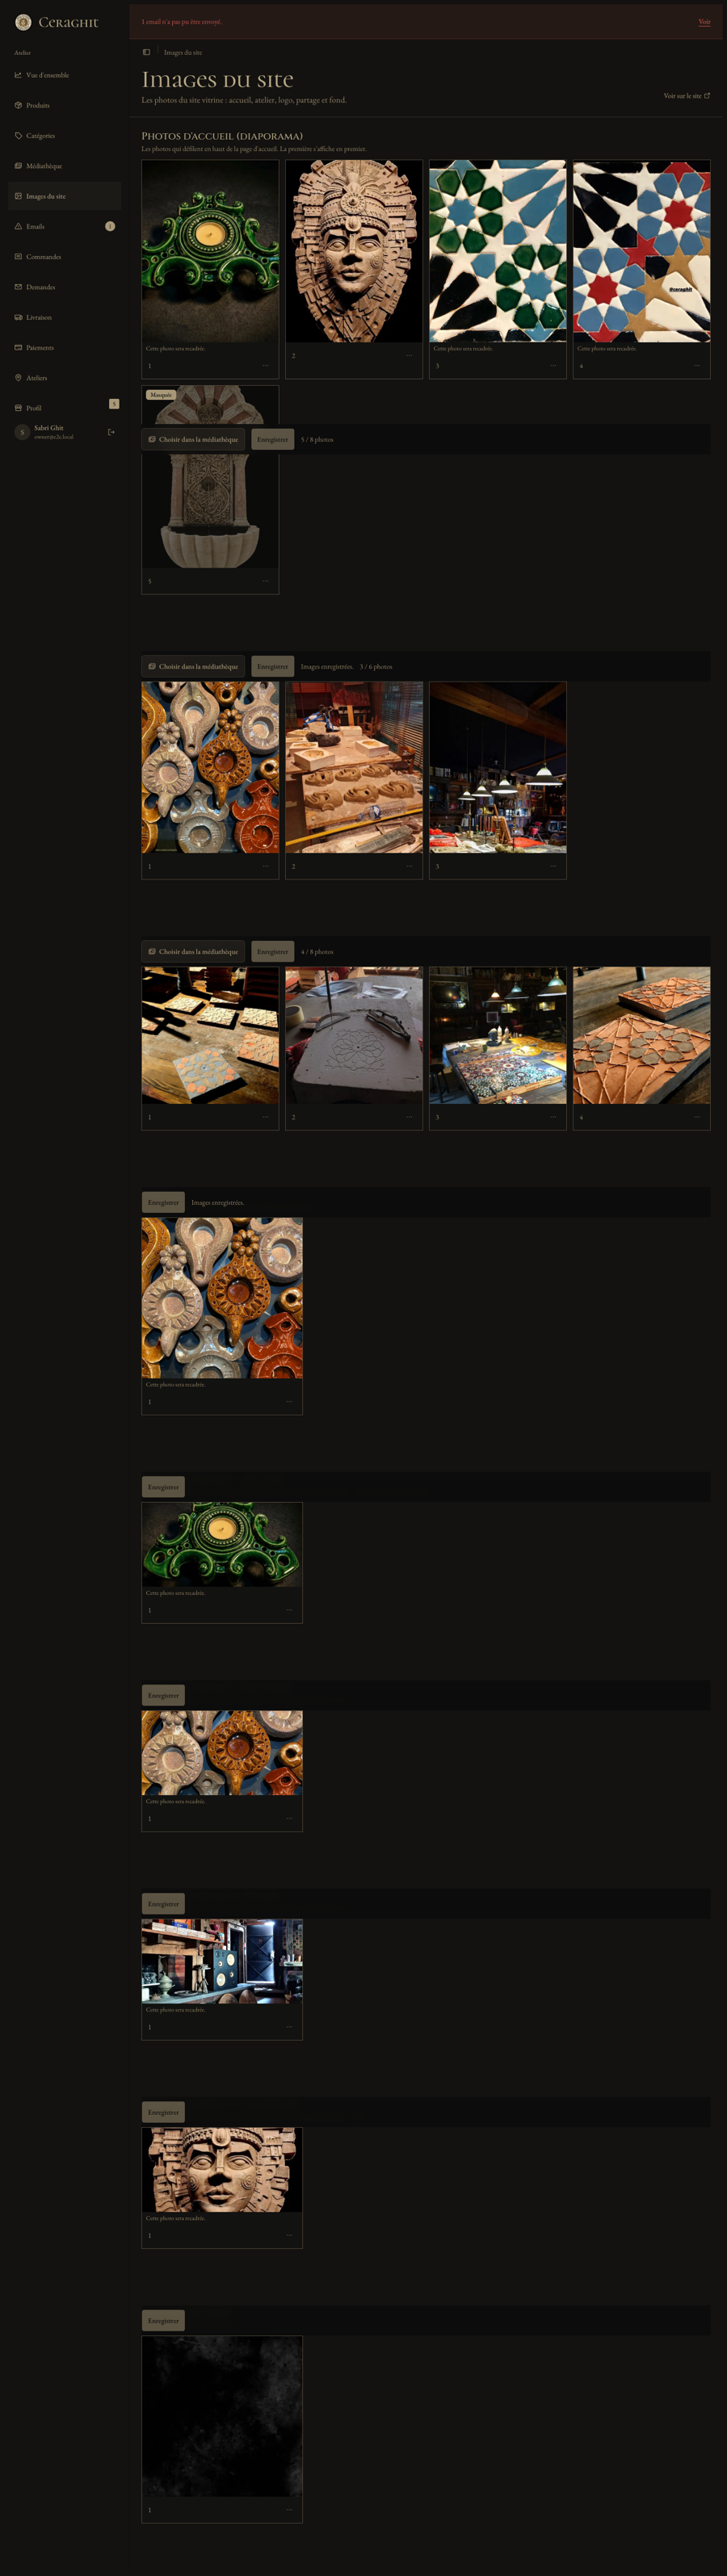 Ceraghit
Atelier
Vue d'ensemble
Produits
Catégories
Médiathèque
Images du site
Emails 1
Commandes
Demandes
Livraison
Paiements
Ateliers
Profil
S
S
Sabri Ghit
owner@e2e.local
1 email n'a pas pu être envoyé.
Voir
Images du site
Images du site
Les photos du site vitrine : accueil, atelier, logo, partage et fond.
Voir sur le site
Photos d'accueil (diaporama)
Les photos qui défilent en haut de la page d'accueil. La première s'affiche en premier.
@ceraghit
Cette photo sera recadrée.
Cette photo sera recadrée.
Cette photo sera recadrée.
1
2
3
4
Masquée
Choisir dans la médiathèque
Enregistrer
5 / 8 photos
5
Choisir dans la médiathèque
Enregistrer
Images enregistrées.
3 / 6 photos
1
2
3
Choisir dans la médiathèque
Enregistrer
4 / 8 photos
1
2
3
4
Enregistrer
Images enregistrées.
Cette photo sera recadrée.
1
Enregistrer
Cette photo sera recadrée.
1
Enregistrer
Cette photo sera recadrée.
1
Enregistrer
Cette photo sera recadrée.
1
Enregistrer
Cette photo sera recadrée.
1
Enregistrer
1